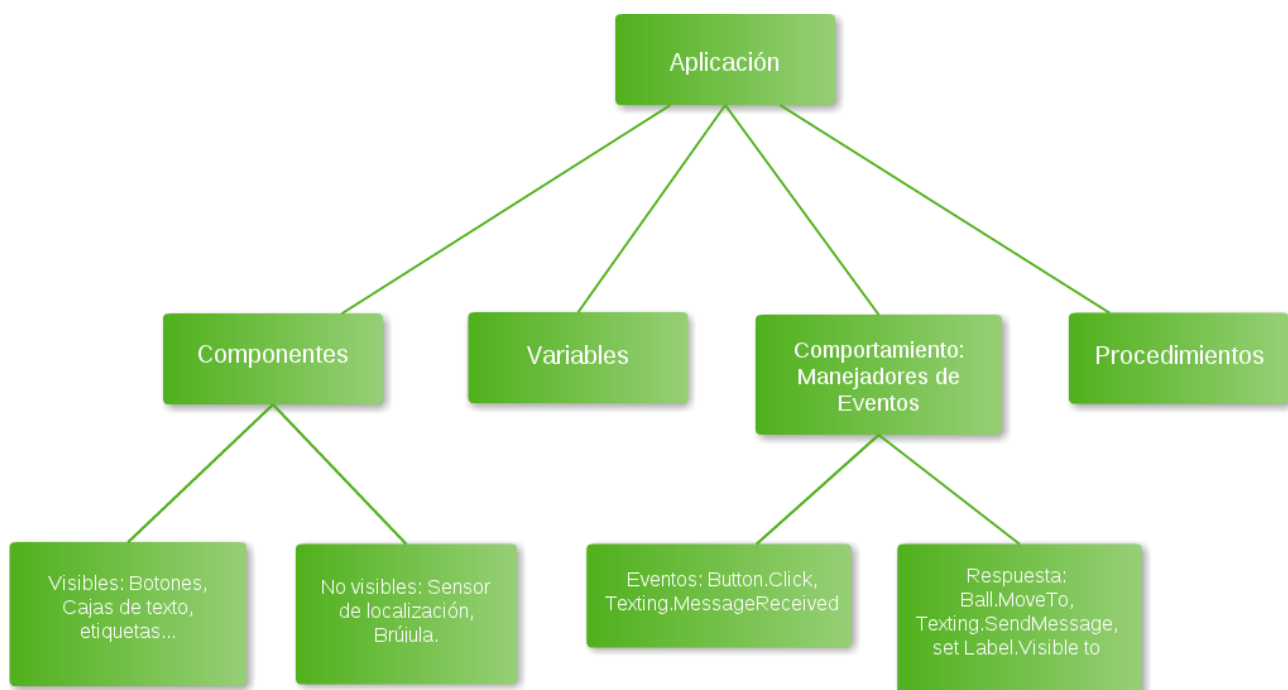 Aplicación
Componentes
Variables
Comportamiento:
Manejadores de
Eventos
Procedimientos
Visibles: Botones,
Cajas de texto,
etiquetas...
No visibles: Sensor
de localización,
Brújula.
Eventos: Button.Click,
Texting.MessageReceived
Respuesta:
Ball.MoveTo,
Texting.SendMessage,
set Label.Visible to